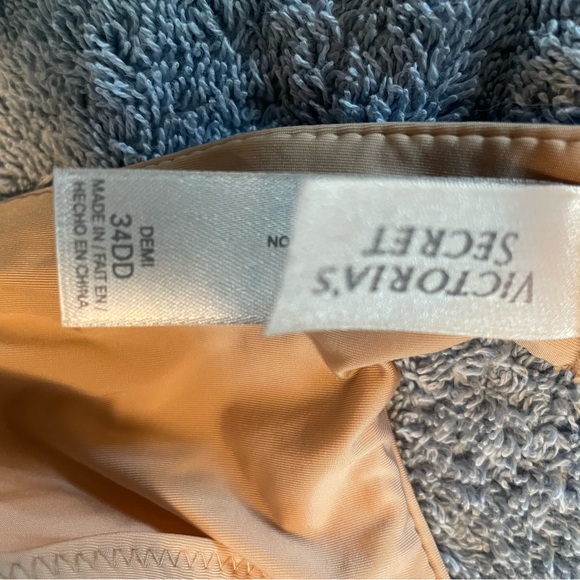 VICTORIA'S
SECRET
NO
DEMI
34DD
MADE IN / FAIT EN /
HECHO EN CHINA